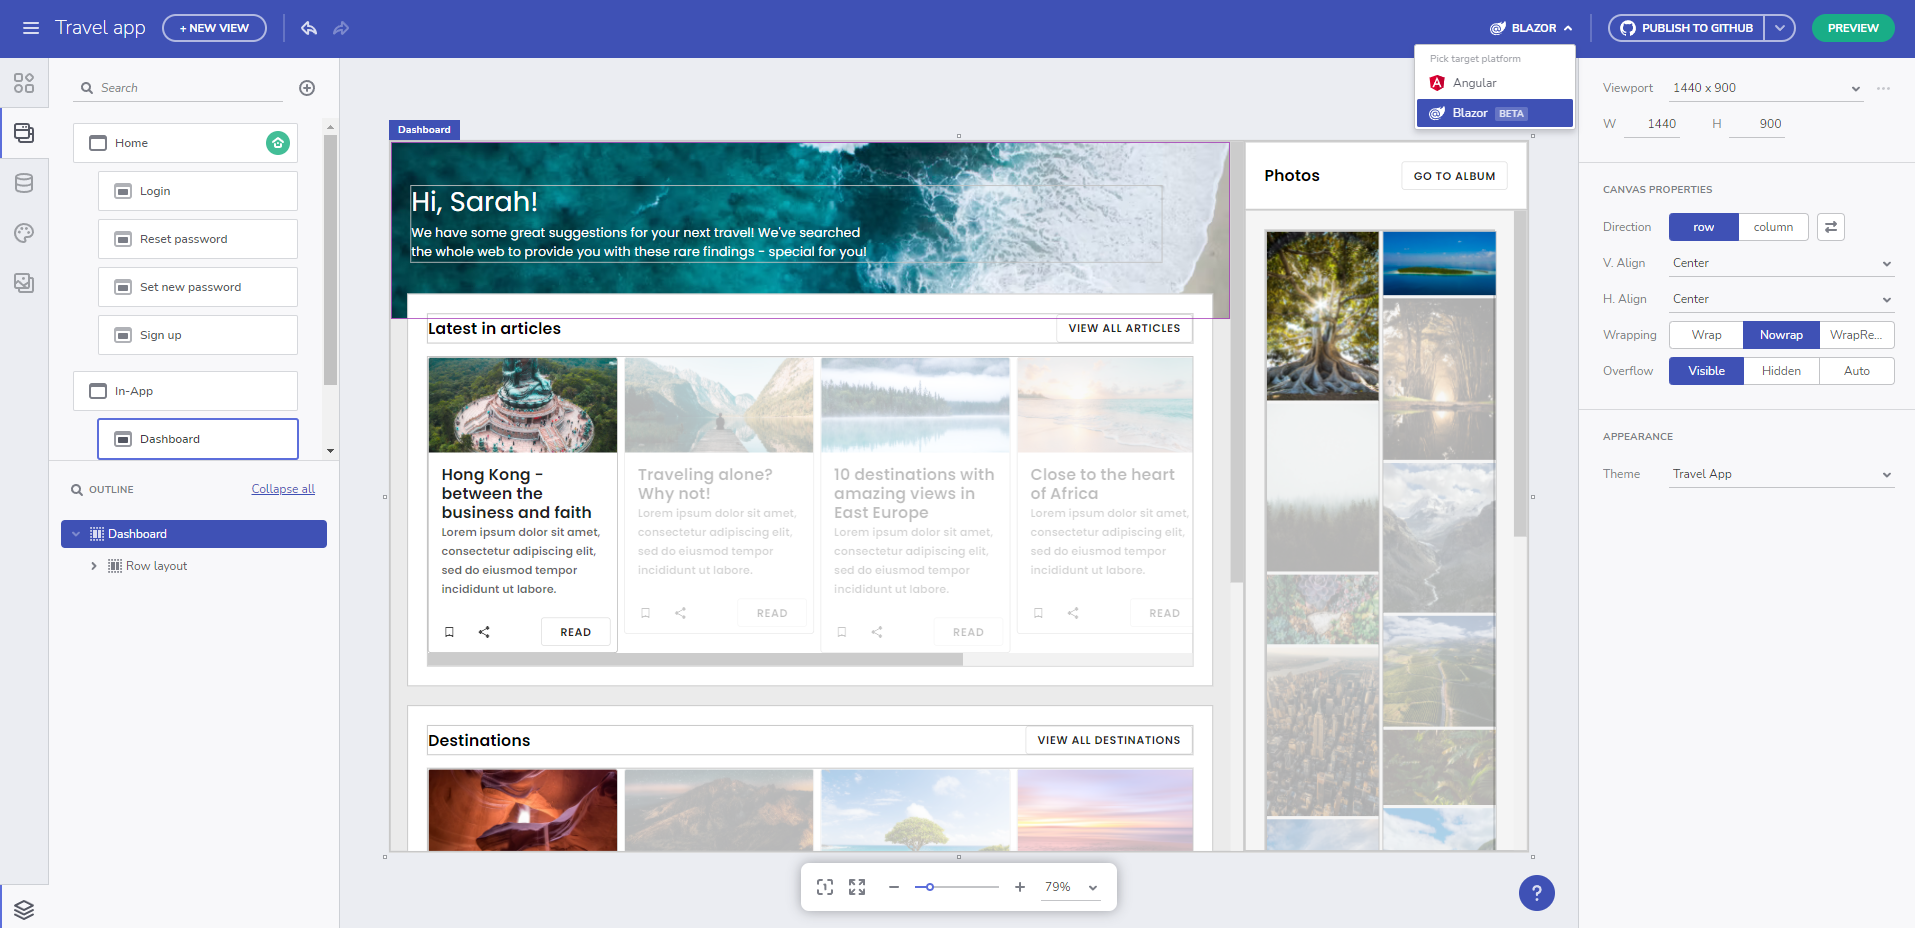 Travel app
+ NEW VIEW
BLAZOR
PUBLISH TO GITHUB
PREVIEW
Pick target platform
Angular
Blazor BETA
Search
Home
Login
Reset password
Set new password
Sign up
In-App
Dashboard
OUTLINE
Collapse all
Dashboard
Row layout
Dashboard
Hi, Sarah!
We have some great suggestions for your next travel! We've searched
the whole web to provide you with these rare findings - special for you!
Latest in articles
VIEW ALL ARTICLES
Hong Kong -
between the
business and faith
Lorem ipsum dolor sit amet,
consectetur adipiscing elit,
sed do eiusmod tempor
incididunt ut labore.
READ
Traveling alone?
Why not!
Lorem ipsum dolor sit amet,
consectetur adipiscing elit,
sed do eiusmod tempor
incididunt ut labore.
READ
10 destinations with
amazing views in
East Europe
Lorem ipsum dolor sit amet,
consectetur adipiscing elit,
sed do eiusmod tempor
incididunt ut labore.
READ
Close to the heart
of Africa
Lorem ipsum dolor sit amet,
consectetur adipiscing elit,
sed do eiusmod tempor
incididunt ut labore.
READ
Destinations
VIEW ALL DESTINATIONS
Photos
GO TO ALBUM
79%
?
Viewport 1440 x 900
W 1440 H 900
CANVAS PROPERTIES
Direction row column
V. Align Center
H. Align Center
Wrapping Wrap Nowrap WrapRe...
Overflow Visible Hidden Auto
APPEARANCE
Theme Travel App